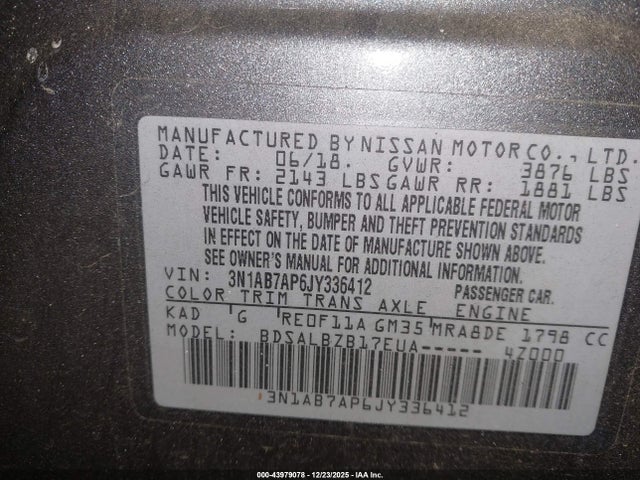 MANUFACTURED BY NISSAN MOTOR CO., LTD.
DATE: 06/18. GVWR: 3876 LBS
GAWR FR: 2143 LBS GAWR RR: 1881 LBS
THIS VEHICLE CONFORMS TO ALL APPLICABLE FEDERAL MOTOR
VEHICLE SAFETY, BUMPER AND THEFT PREVENTION STANDARDS
IN EFFECT ON THE DATE OF MANUFACTURE SHOWN ABOVE.
SEE OWNER'S MANUAL FOR ADDITIONAL INFORMATION.
VIN: 3N1AB7AP6JY336412 PASSENGER CAR.
COLOR TRIM TRANS AXLE ENGINE
KAD G RE0F11A GM35 MRA8DE 1798 CC
MODEL: BDSALBZB17EUA----- 4Z000
3N1AB7AP6JY336412
000-43979078 - 12/23/2025 - IAA Inc.